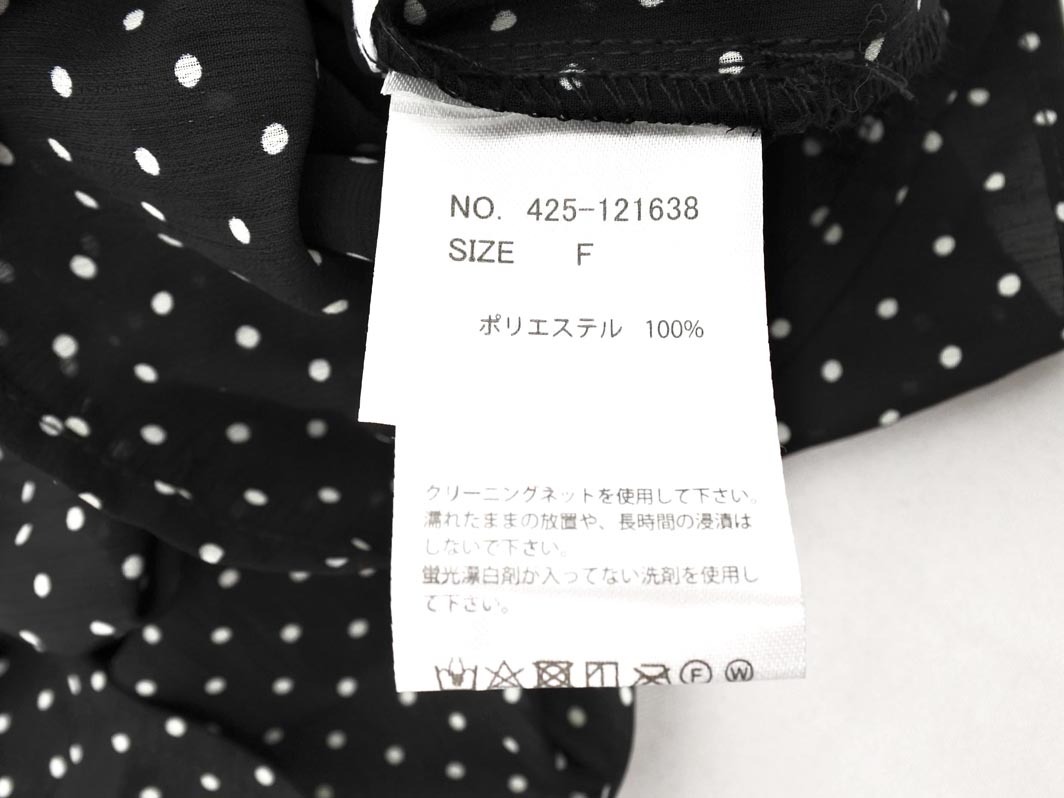 NO. 425-121638
SIZE F
ポリエステル 100%
クリーニングネットを使用して下さい。
濡れたままの放置や、長時間の浸漬は
しないで下さい。
蛍光漂白剤が入ってない洗剤を使用し
て下さい。
F W